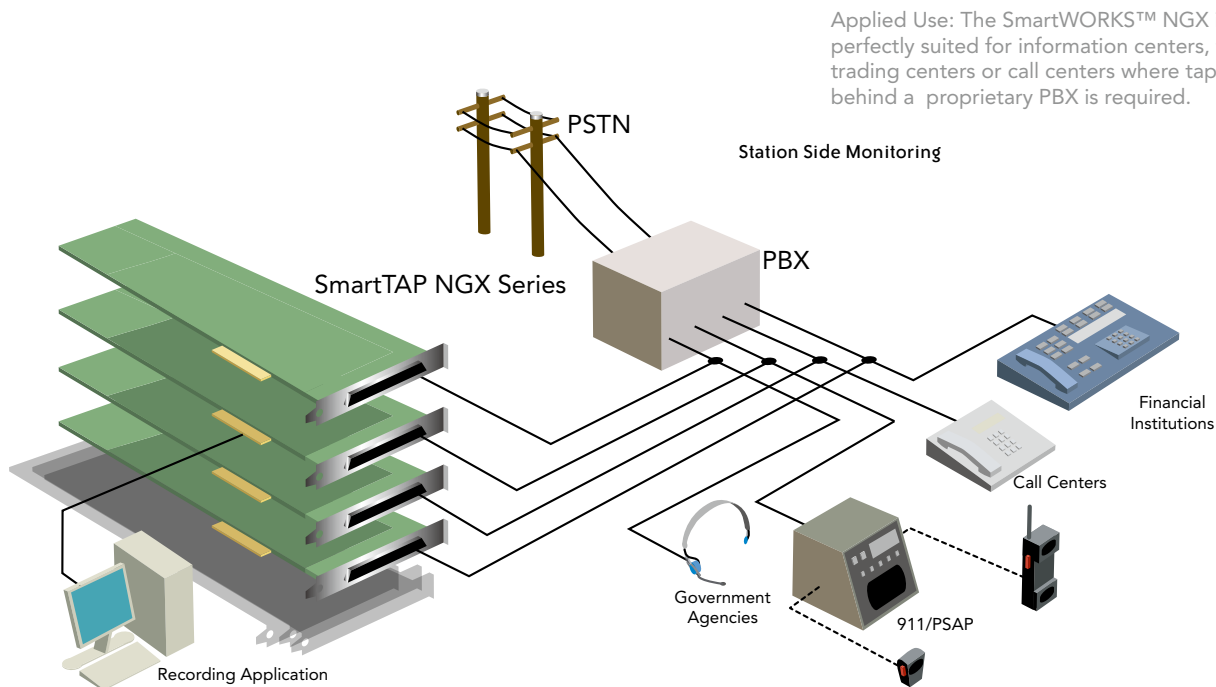 Applied Use: The SmartWORKS™ NGX
perfectly suited for information centers,
trading centers or call centers where tap
behind a proprietary PBX is required.
PSTN
Station Side Monitoring
PBX
SmartTAP NGX Series
Financial
Institutions
Call Centers
Government
Agencies
911/PSAP
Recording Application